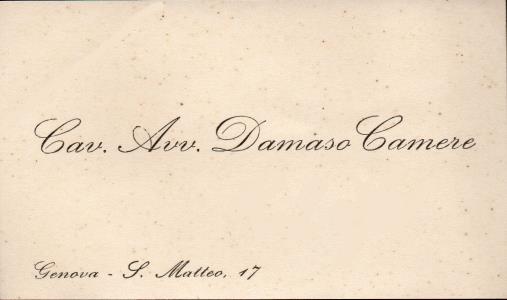 Cav. Avv. Damaso Camere
Genova - S. Matteo, 17